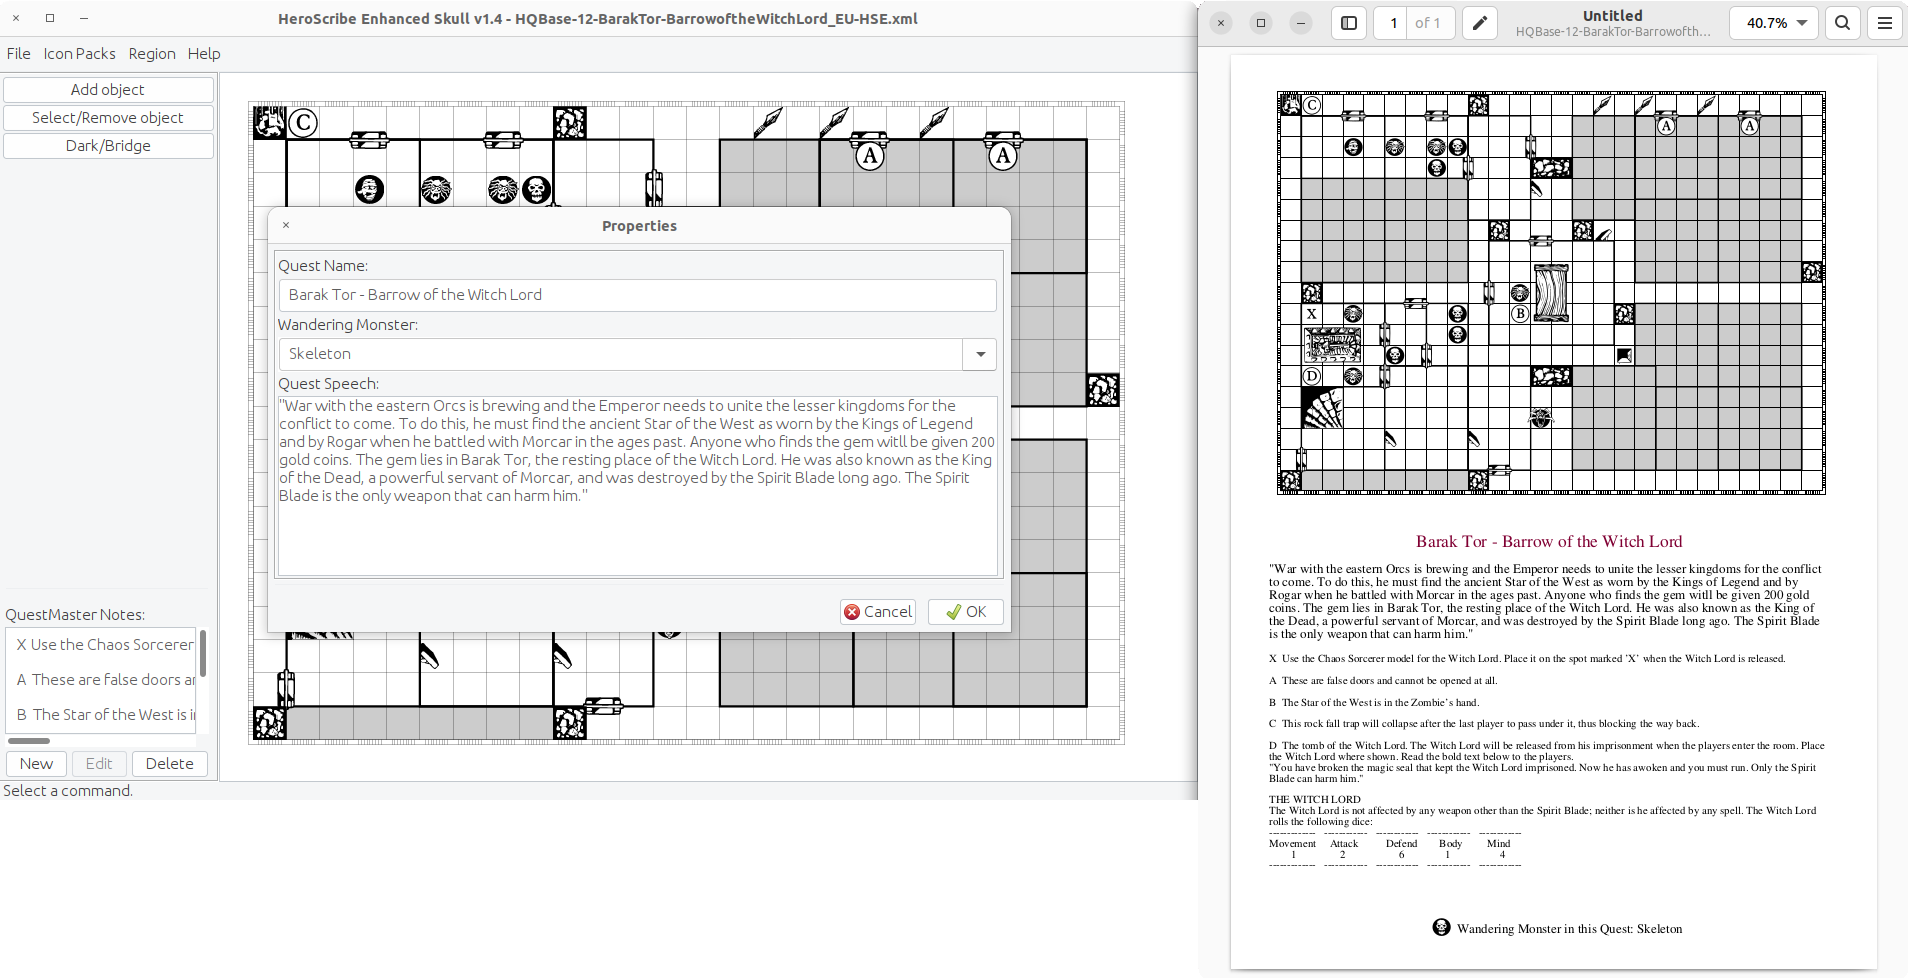 HeroScribe Enhanced Skull v1.4 - HQBase-12-BarakTor-BarrowoftheWitchLord_EU-HSE.xml
File Icon Packs Region Help
Add object
Select/Remove object
Dark/Bridge
C
A A
Properties
Quest Name:
Barak Tor - Barrow of the Witch Lord
Wandering Monster:
Skeleton
Quest Speech:
"War with the eastern Orcs is brewing and the Emperor needs to unite the lesser kingdoms for the
conflict to come. To do this, he must find the ancient Star of the West as worn by the Kings of Legend
and by Rogar when he battled with Morcar in the ages past. Anyone who finds the gem witll be given 200
gold coins. The gem lies in Barak Tor, the resting place of the Witch Lord. He was also known as the King
of the Dead, a powerful servant of Morcar, and was destroyed by the Spirit Blade long ago. The Spirit
Blade is the only weapon that can harm him."
Cancel OK
QuestMaster Notes:
X Use the Chaos Sorcerer
A These are false doors ar
B The Star of the West is i
New Edit Delete
Select a command.
1 of 1
Untitled
HQBase-12-BarakTor-Barrowofth...
40.7%
C
A A
X
B
D
Barak Tor - Barrow of the Witch Lord
"War with the eastern Orcs is brewing and the Emperor needs to unite the lesser kingdoms for the conflict
to come. To do this, he must find the ancient Star of the West as worn by the Kings of Legend and by
Rogar when he battled with Morcar in the ages past. Anyone who finds the gem witll be given 200 gold
coins. The gem lies in Barak Tor, the resting place of the Witch Lord. He was also known as the King of
the Dead, a powerful servant of Morcar, and was destroyed by the Spirit Blade long ago. The Spirit Blade
is the only weapon that can harm him."
X Use the Chaos Sorcerer model for the Witch Lord. Place it on the spot marked 'X' when the Witch Lord is released.
A These are false doors and cannot be opened at all.
B The Star of the West is in the Zombie's hand.
C This rock fall trap will collapse after the last player to pass under it, thus blocking the way back.
D The tomb of the Witch Lord. The Witch Lord will be released from his imprisonment when the players enter the room. Place
the Witch Lord where shown. Read the bold text below to the players.
"You have broken the magic seal that kept the Witch Lord imprisoned. Now he has awoken and you must run. Only the Spirit
Blade can harm him."
THE WITCH LORD
The Witch Lord is not affected by any weapon other than the Spirit Blade; neither is he affected by any spell. The Witch Lord
rolls the following dice:
Movement Attack Defend Body Mind
1 2 6 1 4
Wandering Monster in this Quest: Skeleton